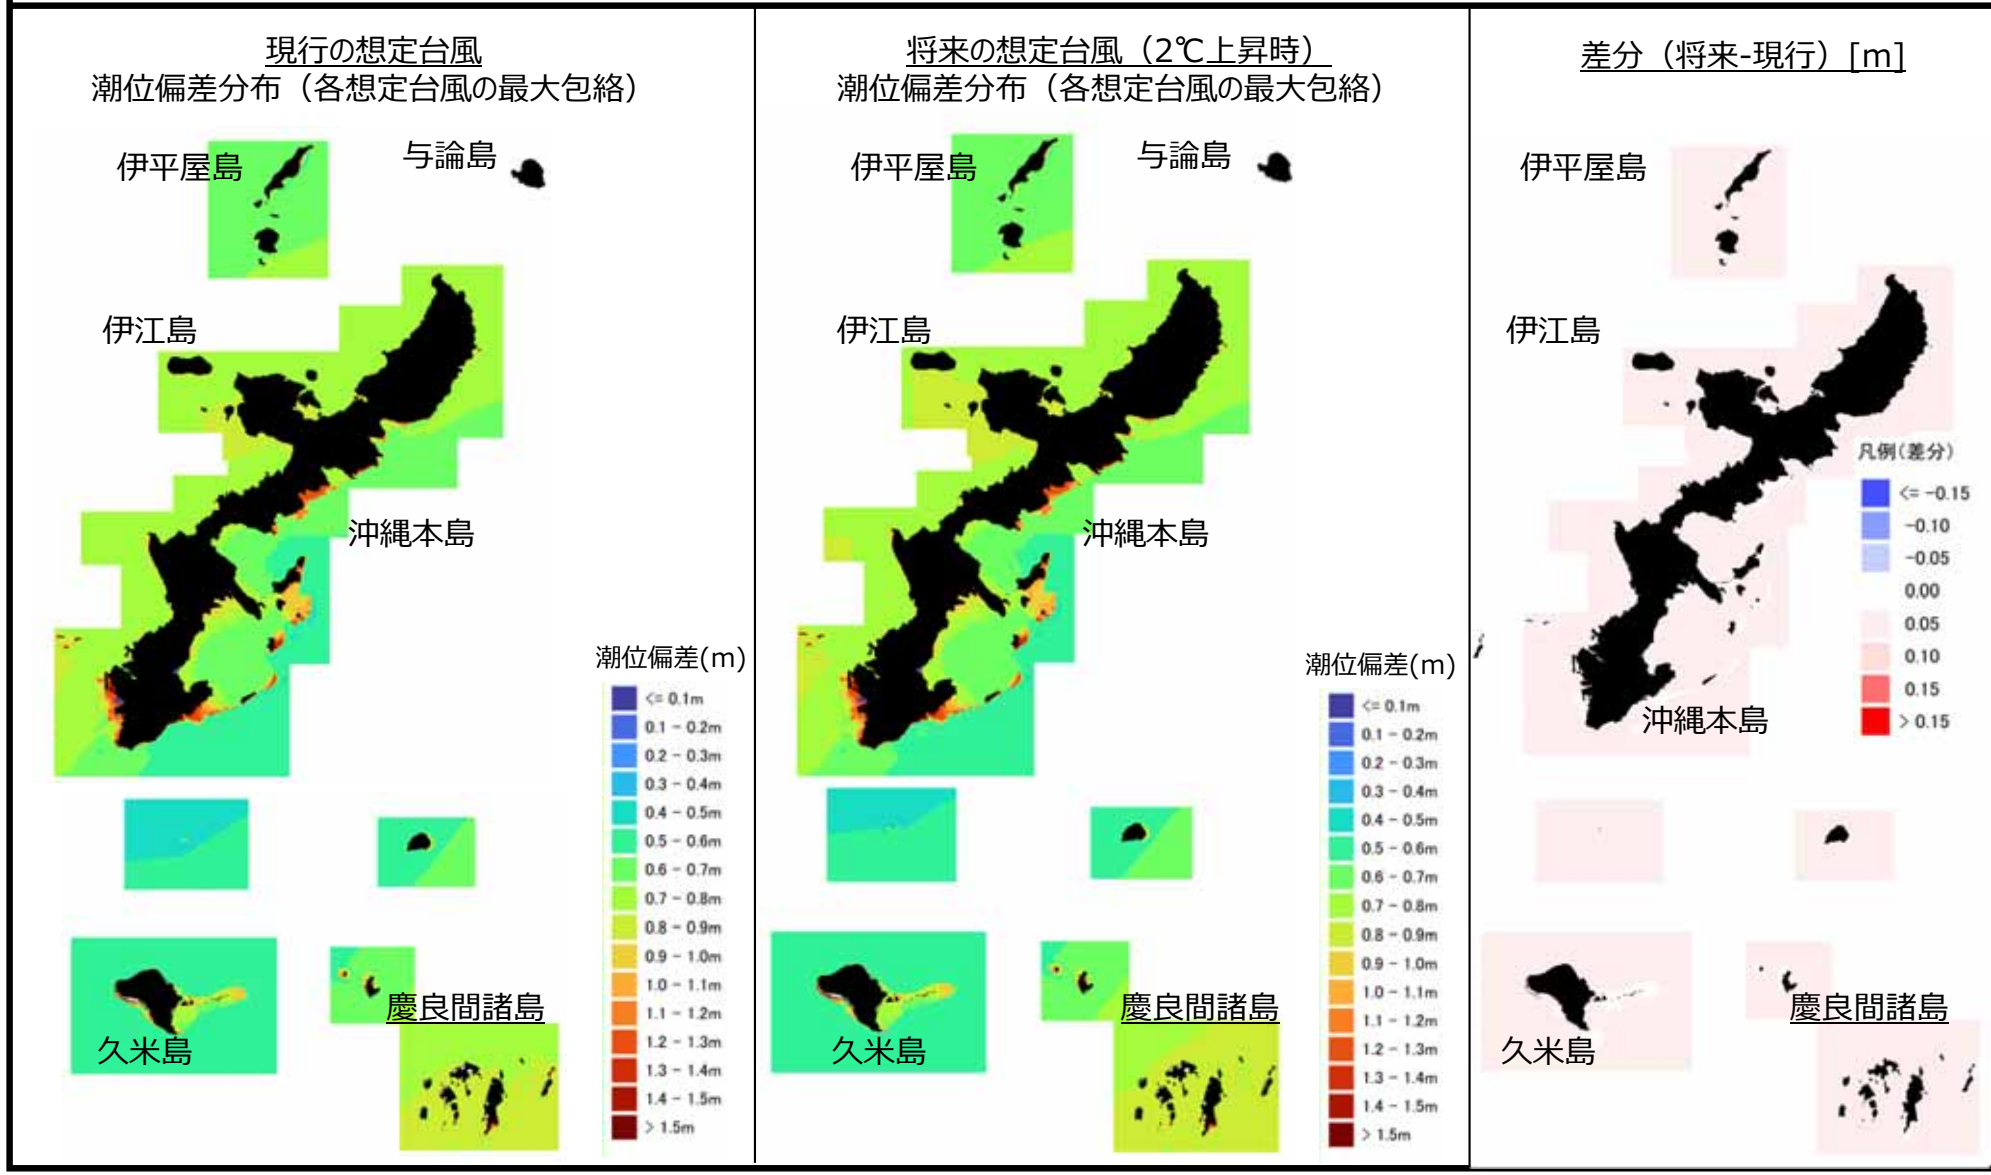 現行の想定台風
潮位偏差分布（各想定台風の最大包絡）
伊平屋島
与論島
伊江島
沖縄本島
潮位偏差(m)
<= 0.1m
0.1 - 0.2m
0.2 - 0.3m
0.3 - 0.4m
0.4 - 0.5m
0.5 - 0.6m
0.6 - 0.7m
0.7 - 0.8m
0.8 - 0.9m
0.9 - 1.0m
1.0 - 1.1m
1.1 - 1.2m
1.2 - 1.3m
1.3 - 1.4m
1.4 - 1.5m
> 1.5m
慶良間諸島
久米島
将来の想定台風（2℃上昇時）
潮位偏差分布（各想定台風の最大包絡）
伊平屋島
与論島
伊江島
沖縄本島
潮位偏差(m)
<= 0.1m
0.1 - 0.2m
0.2 - 0.3m
0.3 - 0.4m
0.4 - 0.5m
0.5 - 0.6m
0.6 - 0.7m
0.7 - 0.8m
0.8 - 0.9m
0.9 - 1.0m
1.0 - 1.1m
1.1 - 1.2m
1.2 - 1.3m
1.3 - 1.4m
1.4 - 1.5m
> 1.5m
慶良間諸島
久米島
差分（将来-現行）[m]
伊平屋島
伊江島
凡例(差分)
<= -0.15
-0.10
-0.05
0.00
0.05
0.10
0.15
> 0.15
沖縄本島
慶良間諸島
久米島